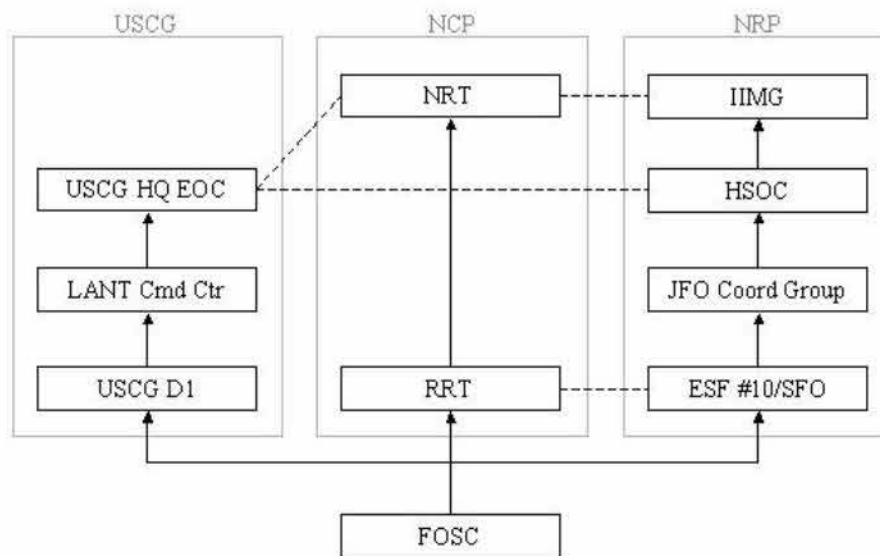 USCG
NCP
NRP
NRT
IIMG
USCG HQ EOC
HSOC
LANT Cmd Ctr
JFO Coord Group
USCG D1
RRT
ESF #10/SFO
FOSC